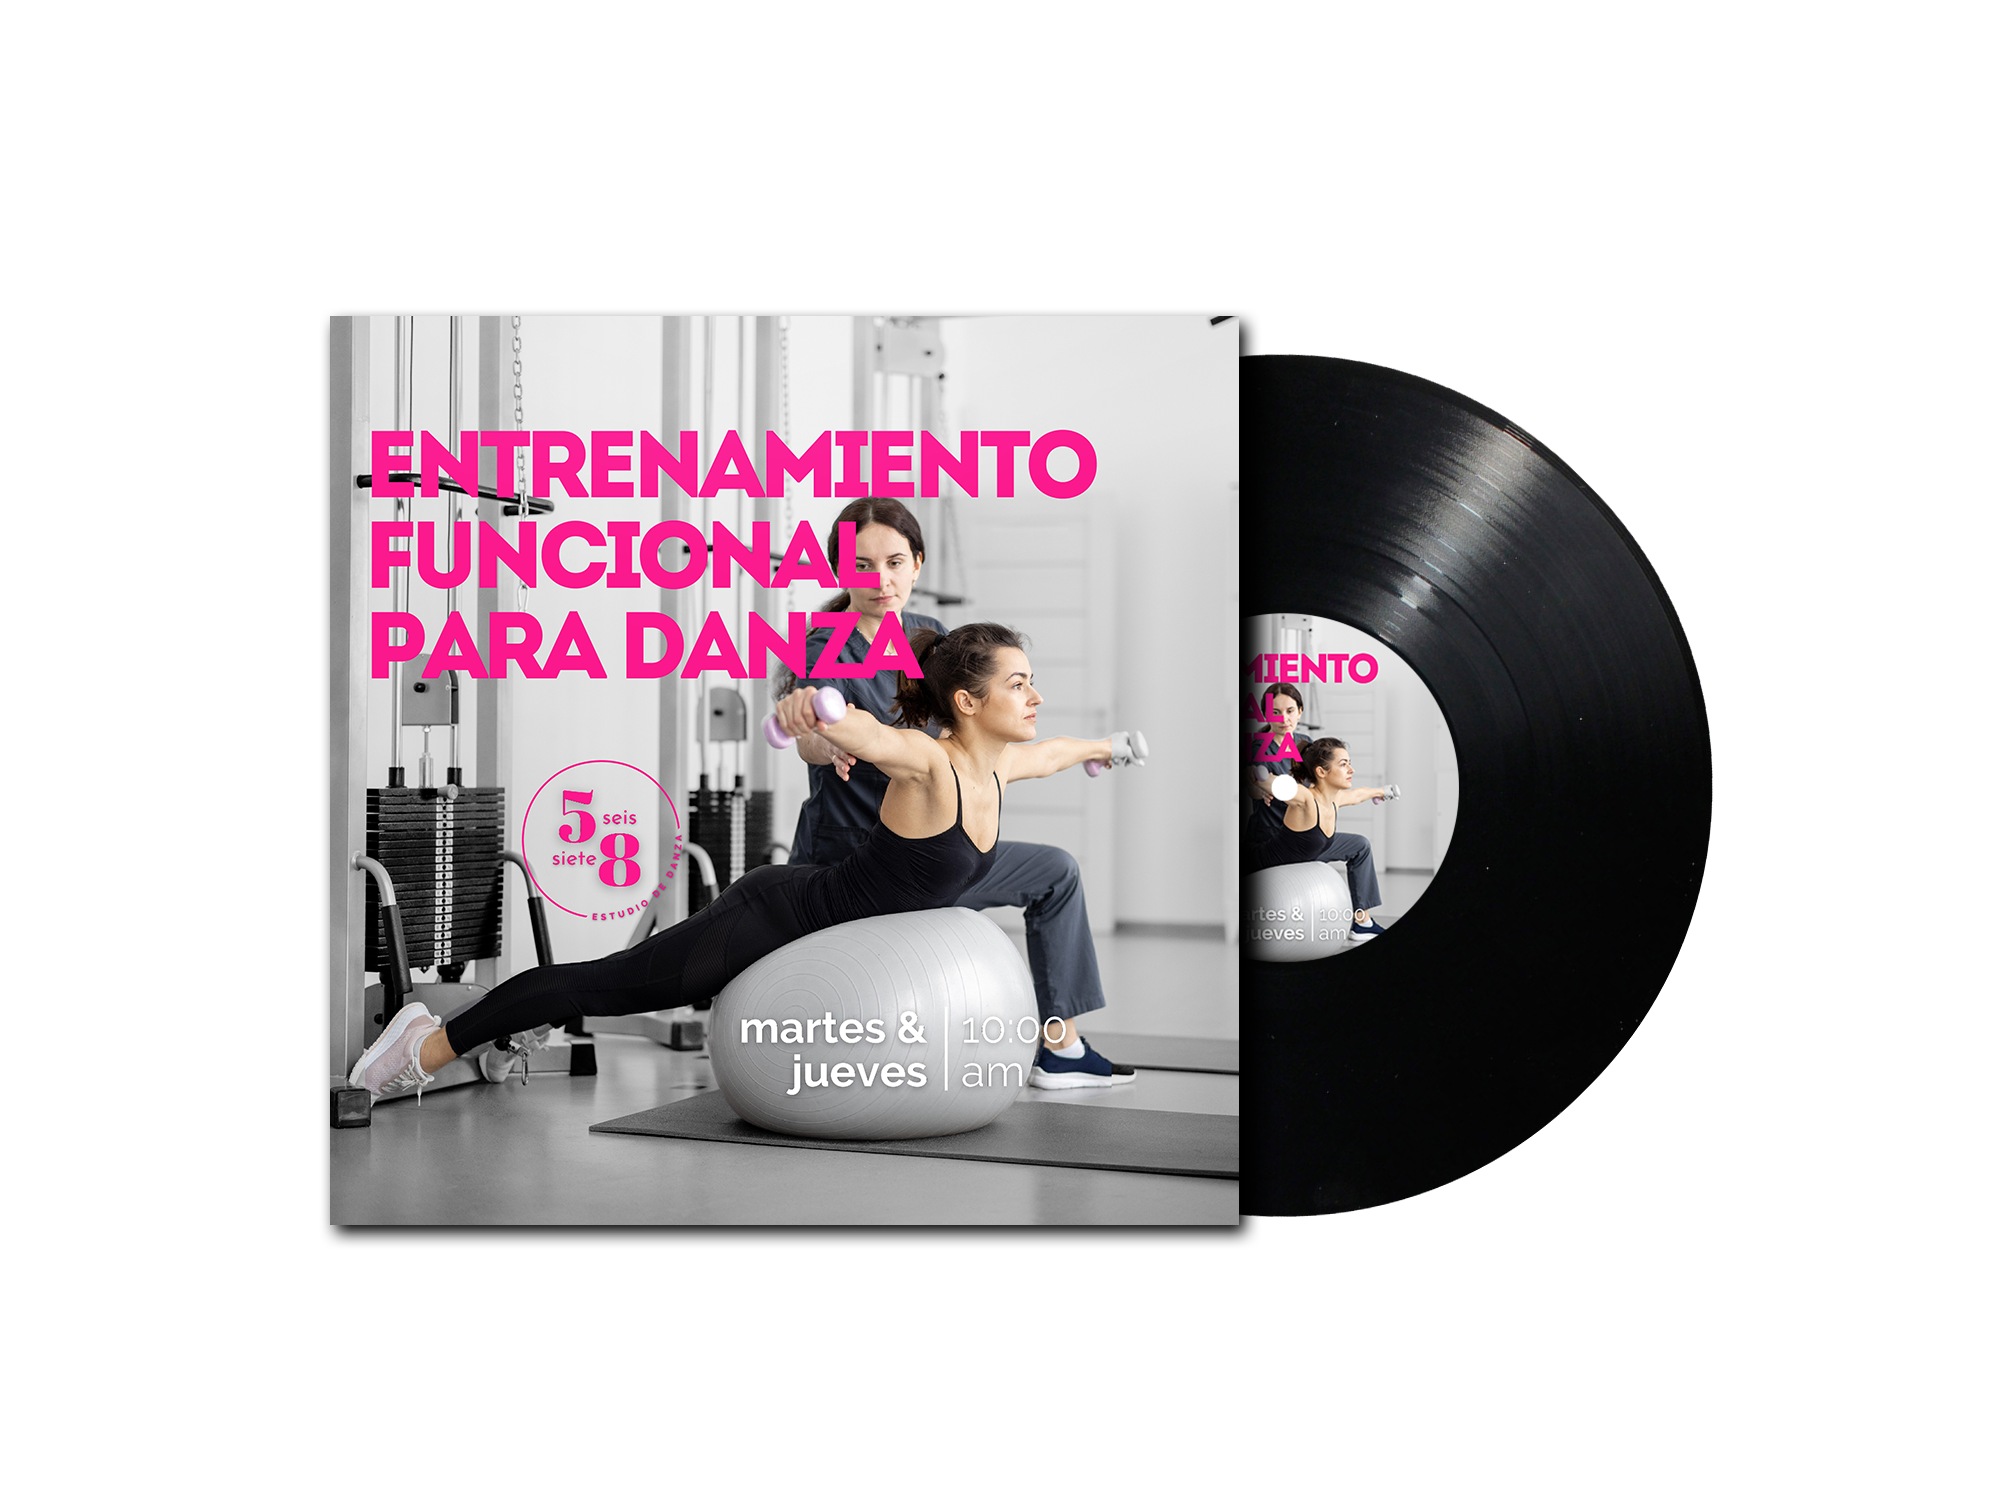 ENTRENAMIENTO
FUNCIONAL
PARA DANZA
5 seis
siete 8
ESTUDIO DE DANZA
martes & | 10:00
jueves | am
MIENTO
AL
ZA
rtes & | 10:00
ueves | am